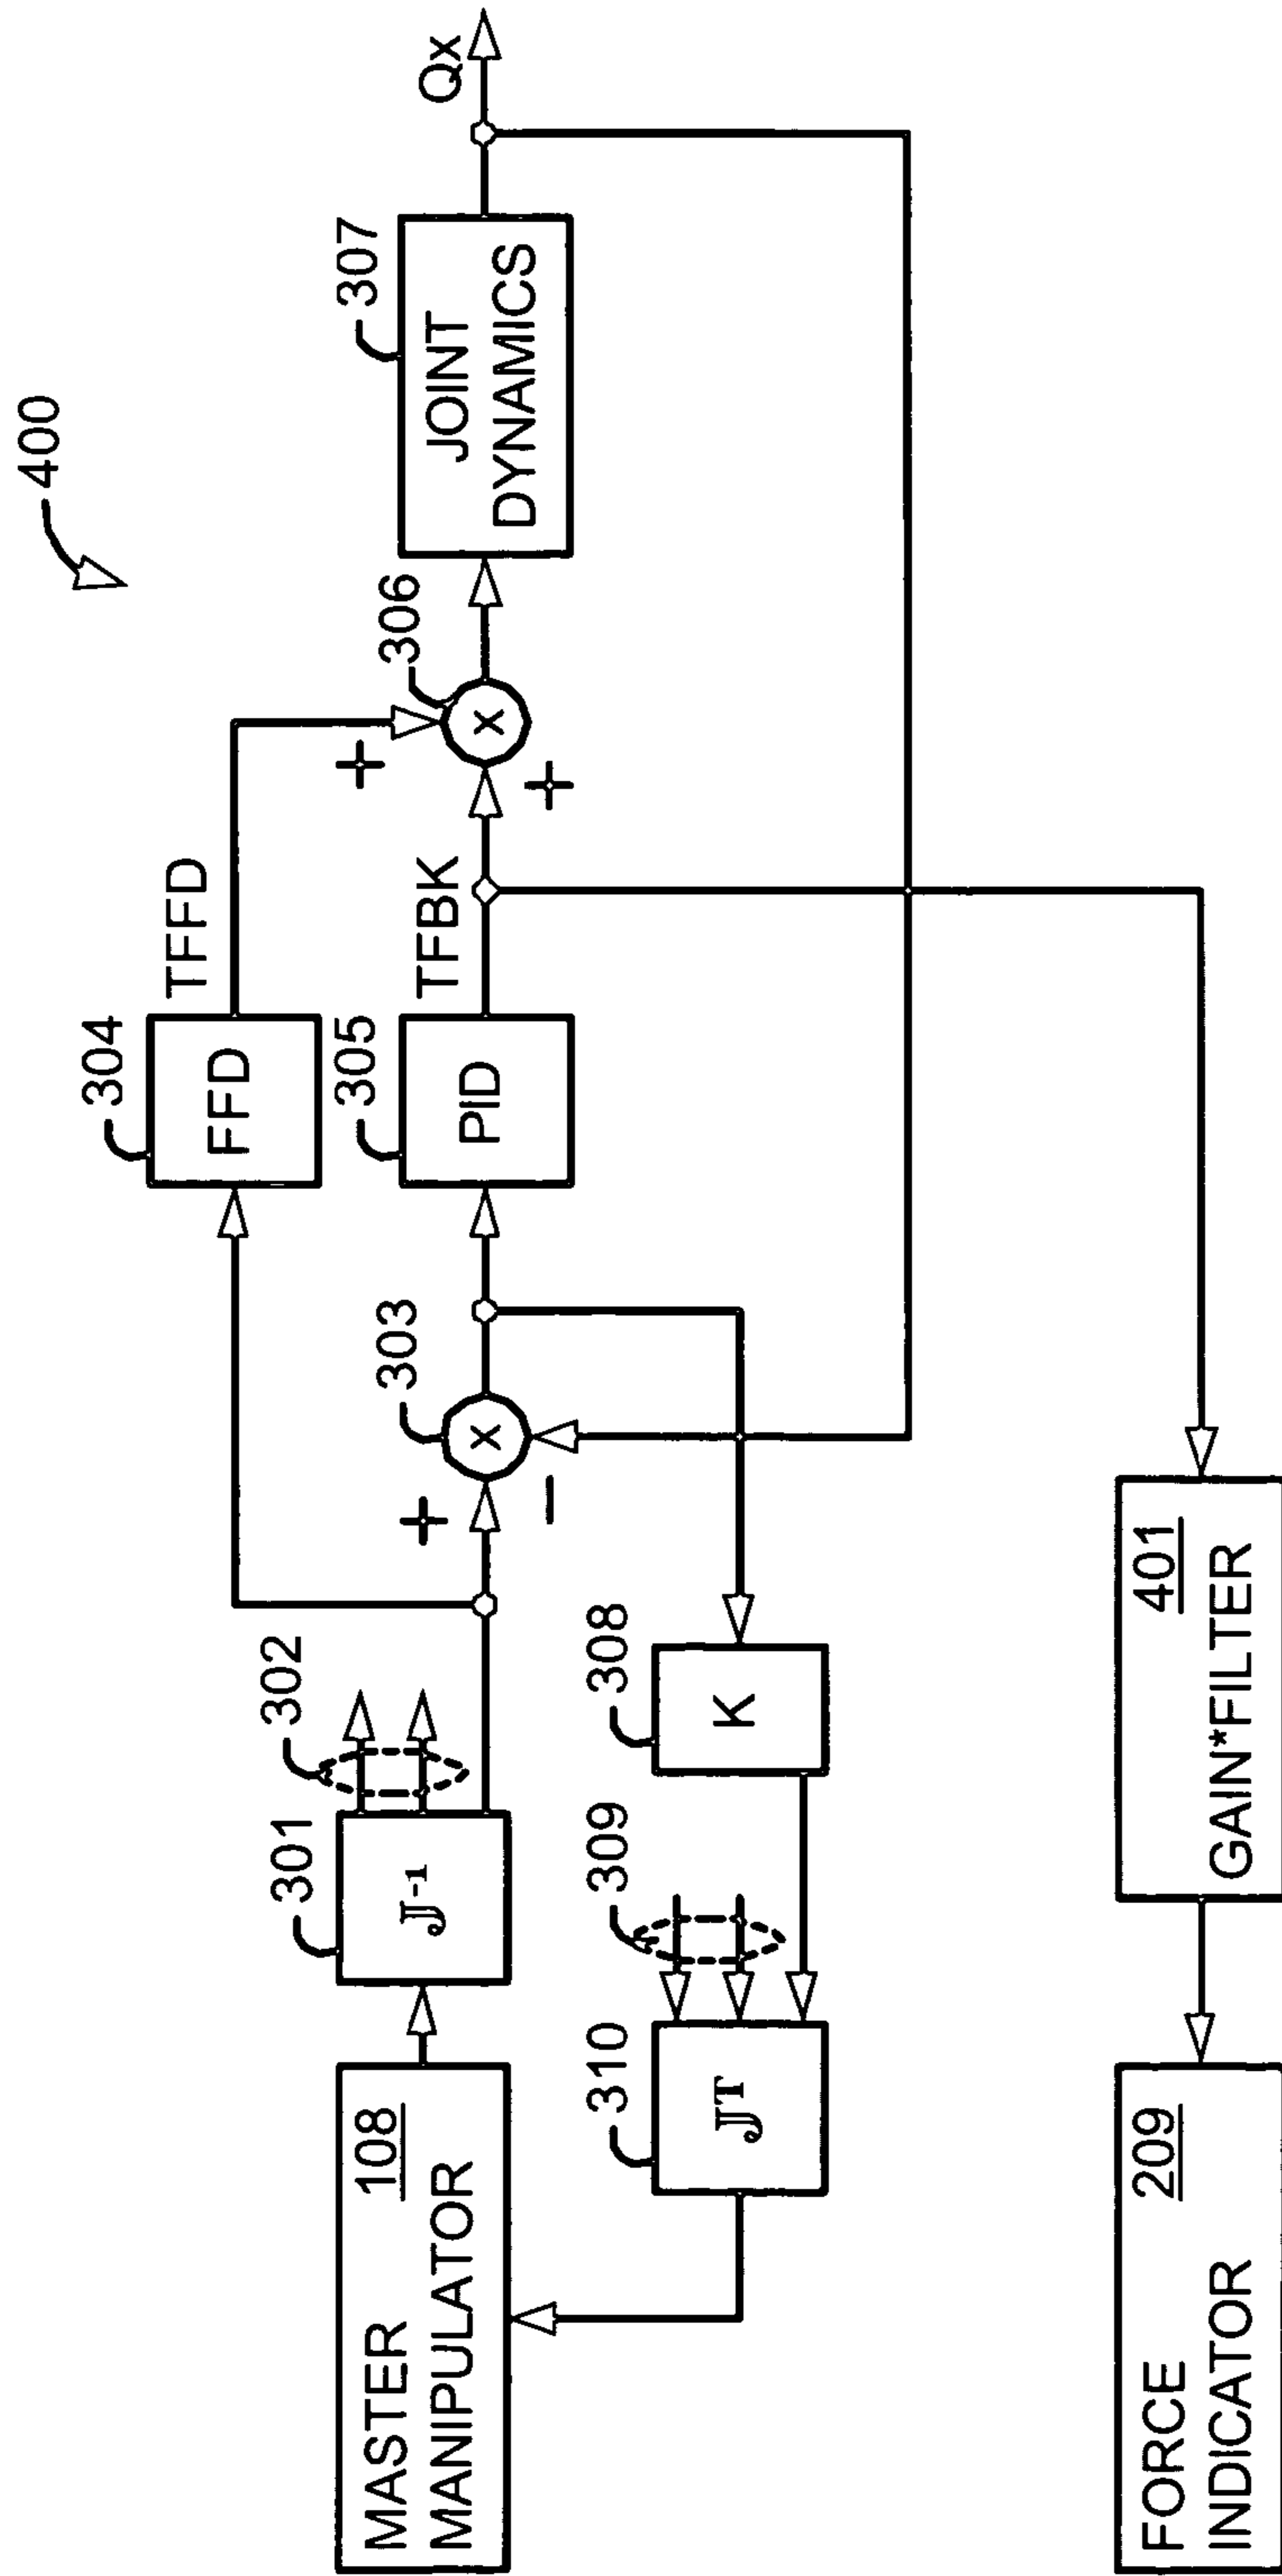 400
TFFD
304
FFD
302
301
J-1
303
+
x
−
305
PID
TFBK
+
+
306
x
307
JOINT
DYNAMICS
Qx
108
MASTER
MANIPULATOR
310
JT
309
308
K
209
FORCE
INDICATOR
401
GAIN*FILTER